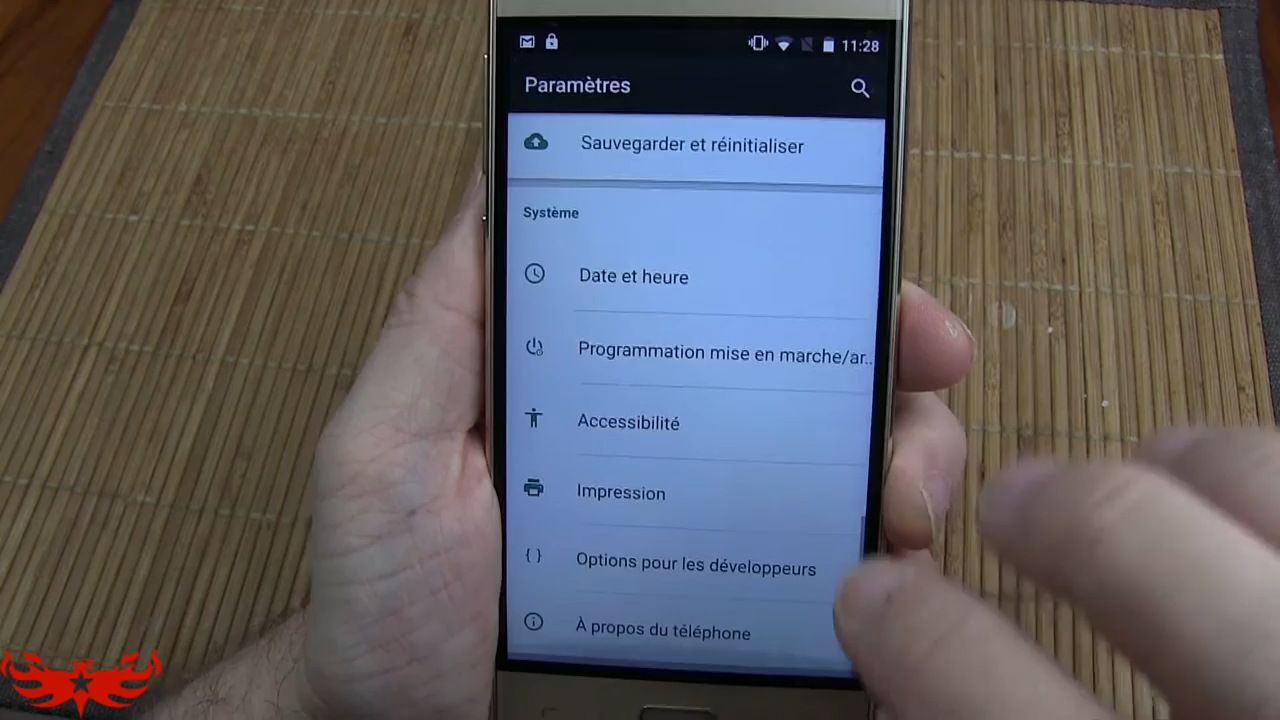 11:28
Paramètres
Sauvegarder et réinitialiser
Système
Date et heure
Programmation mise en marche/ar..
Accessibilité
Impression
{ } Options pour les développeurs
À propos du téléphone